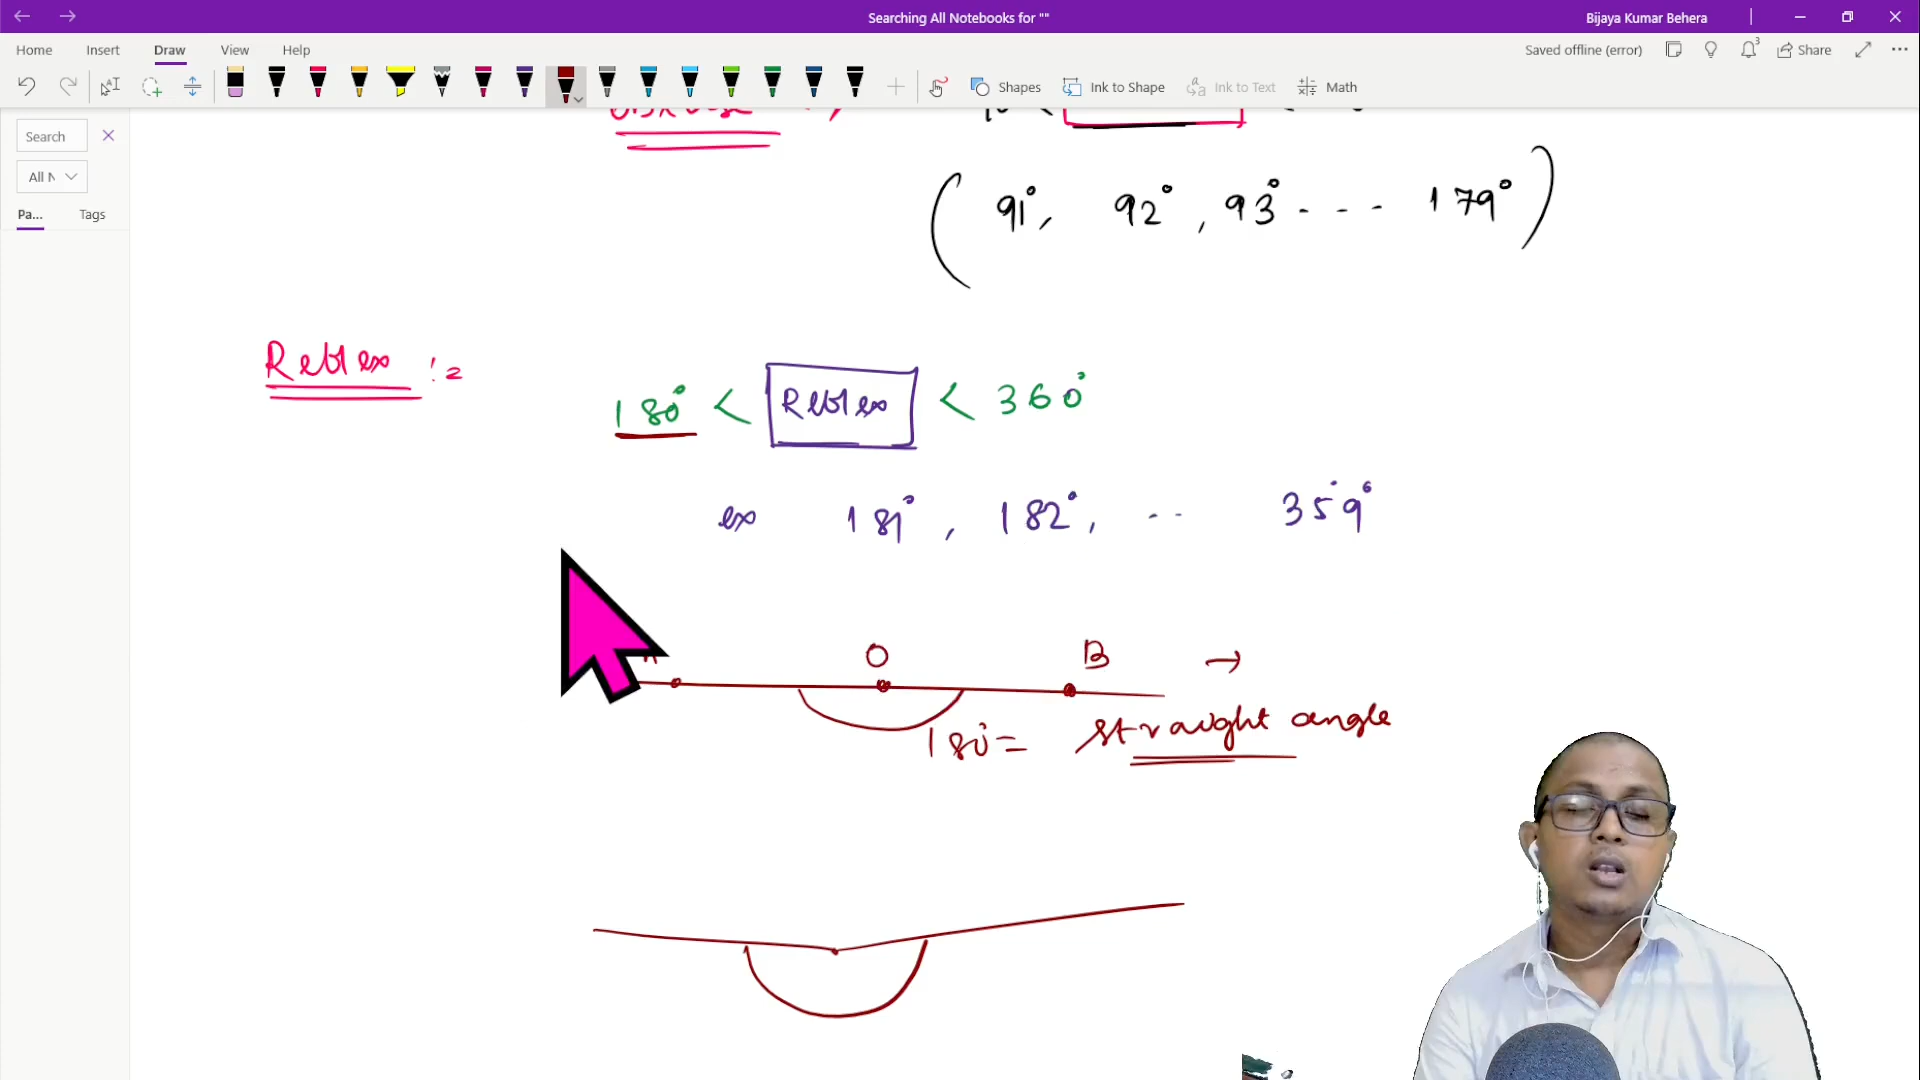 Searching All Notebooks for ""
Bijaya Kumar Behera
Home Insert Draw View Help
Saved offline (error)
3
Share
Shapes
Ink to Shape
Ink to Text
Math
Search
All N
Pa...
Tags
(91°, 92°, 93° - - - 179°)
Reflex :=
180° < Reflex < 360°
ex 181°, 182°, -- 359°
O B →
180° = straight angle